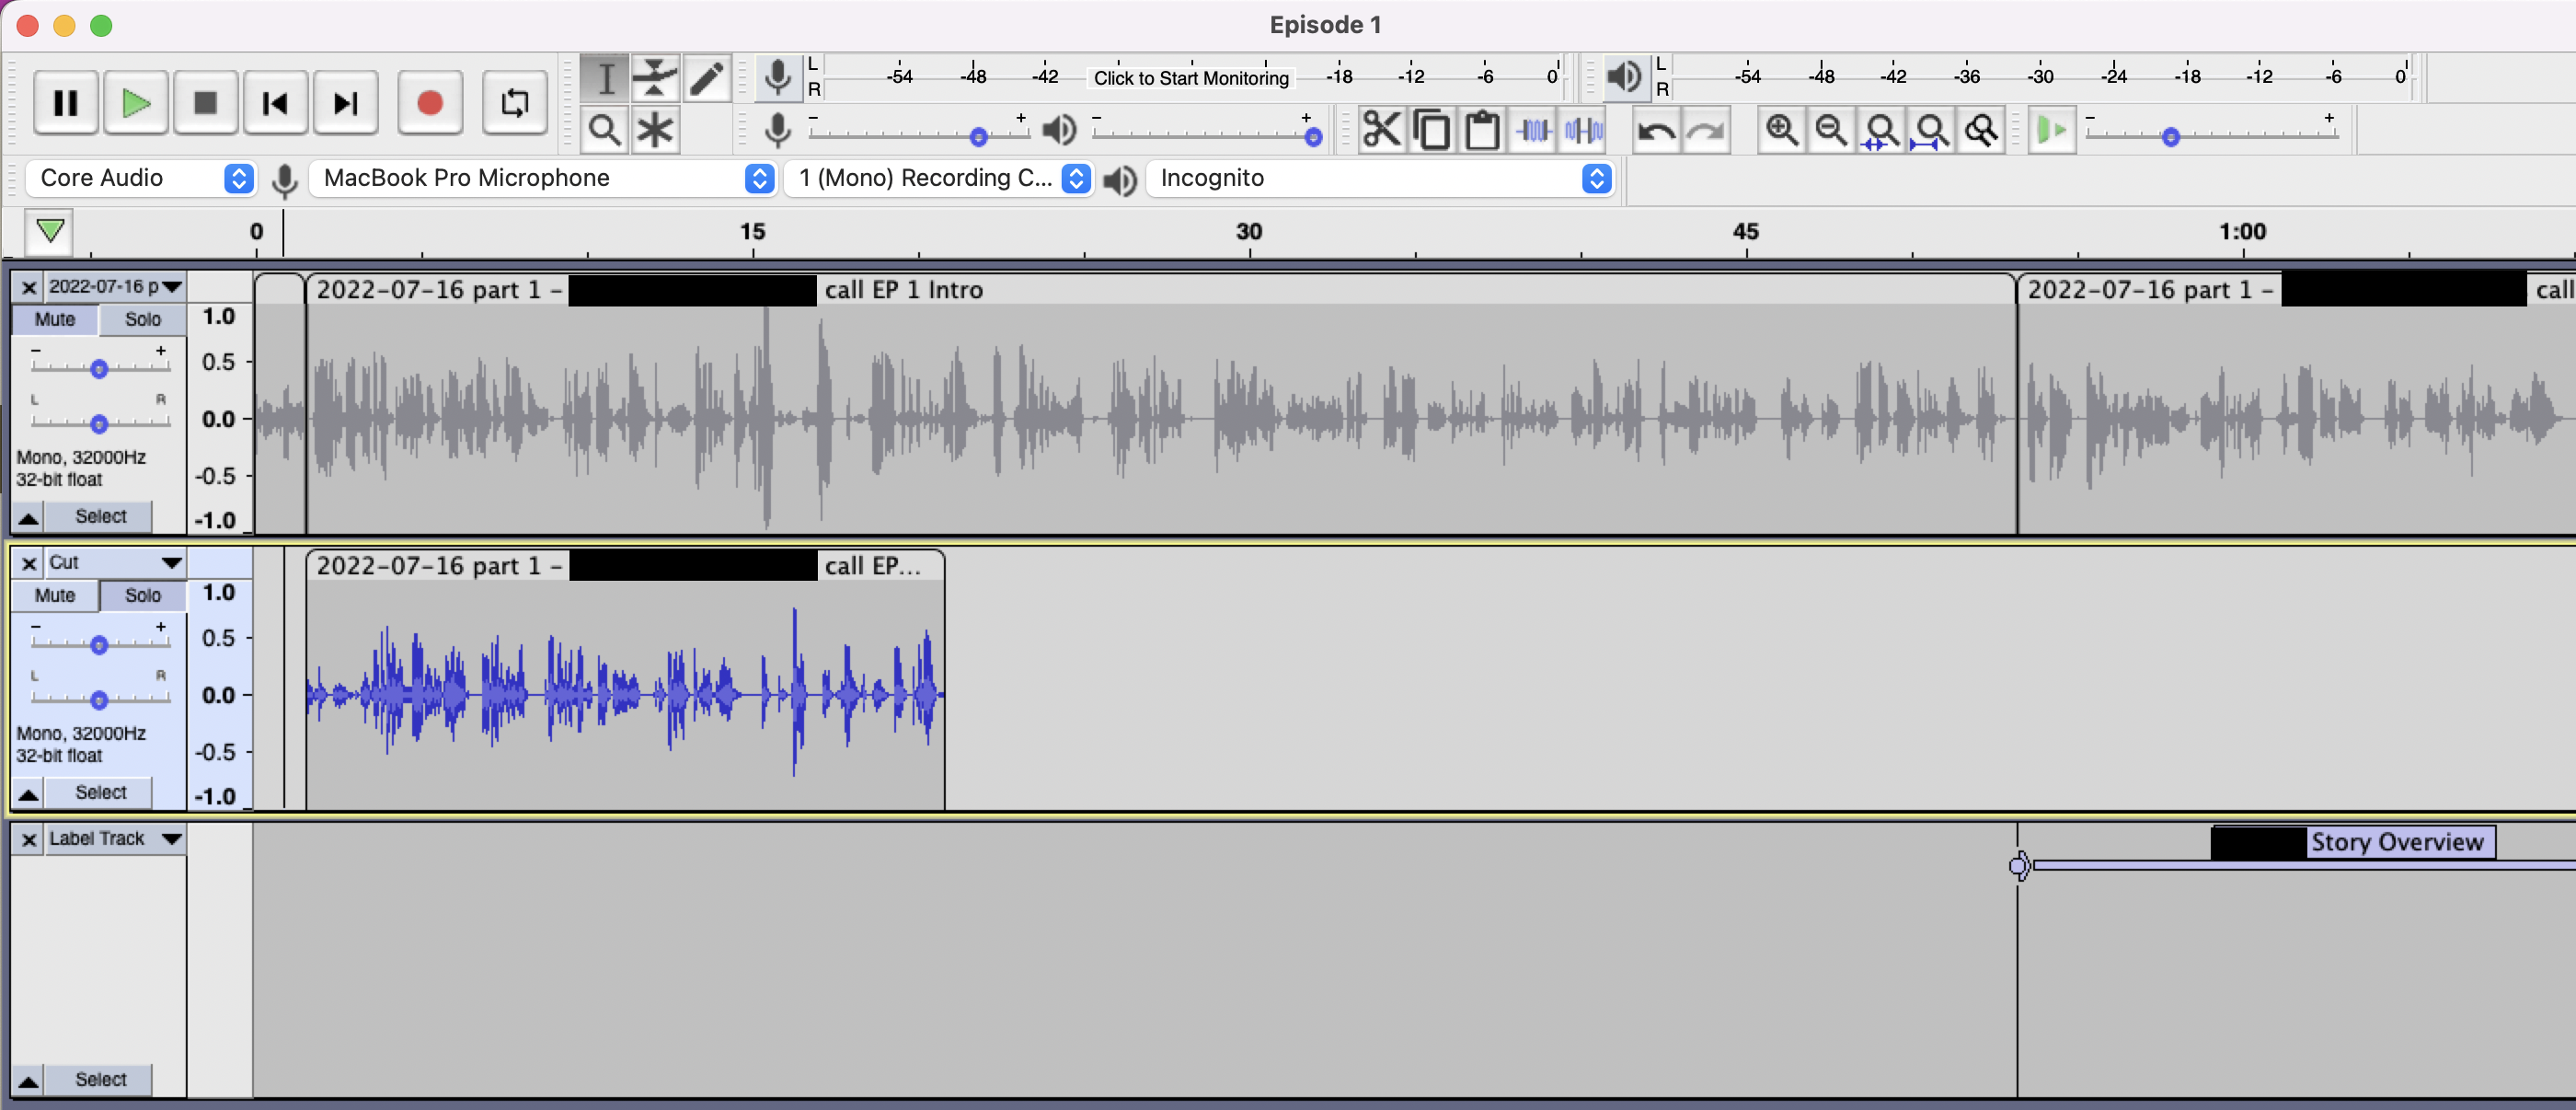 Episode 1
L -54 -48 -42 Click to Start Monitoring -18 -12 -6 0
R
L -54 -48 -42 -36 -30 -24 -18 -12 -6 0
R
- + - + - +
Core Audio MacBook Pro Microphone 1 (Mono) Recording C... Incognito
0 15 30 45 1:00
× 2022-07-16 p 2022-07-16 part 1 - call EP 1 Intro 2022-07-16 part 1 - call
Mute Solo 1.0
- + 0.5
L R
0.0
Mono, 32000Hz
32-bit float -0.5
Select -1.0
× Cut 2022-07-16 part 1 - call EP...
Mute Solo 1.0
- + 0.5
L R
0.0
Mono, 32000Hz
32-bit float -0.5
Select -1.0
× Label Track Story Overview
Select